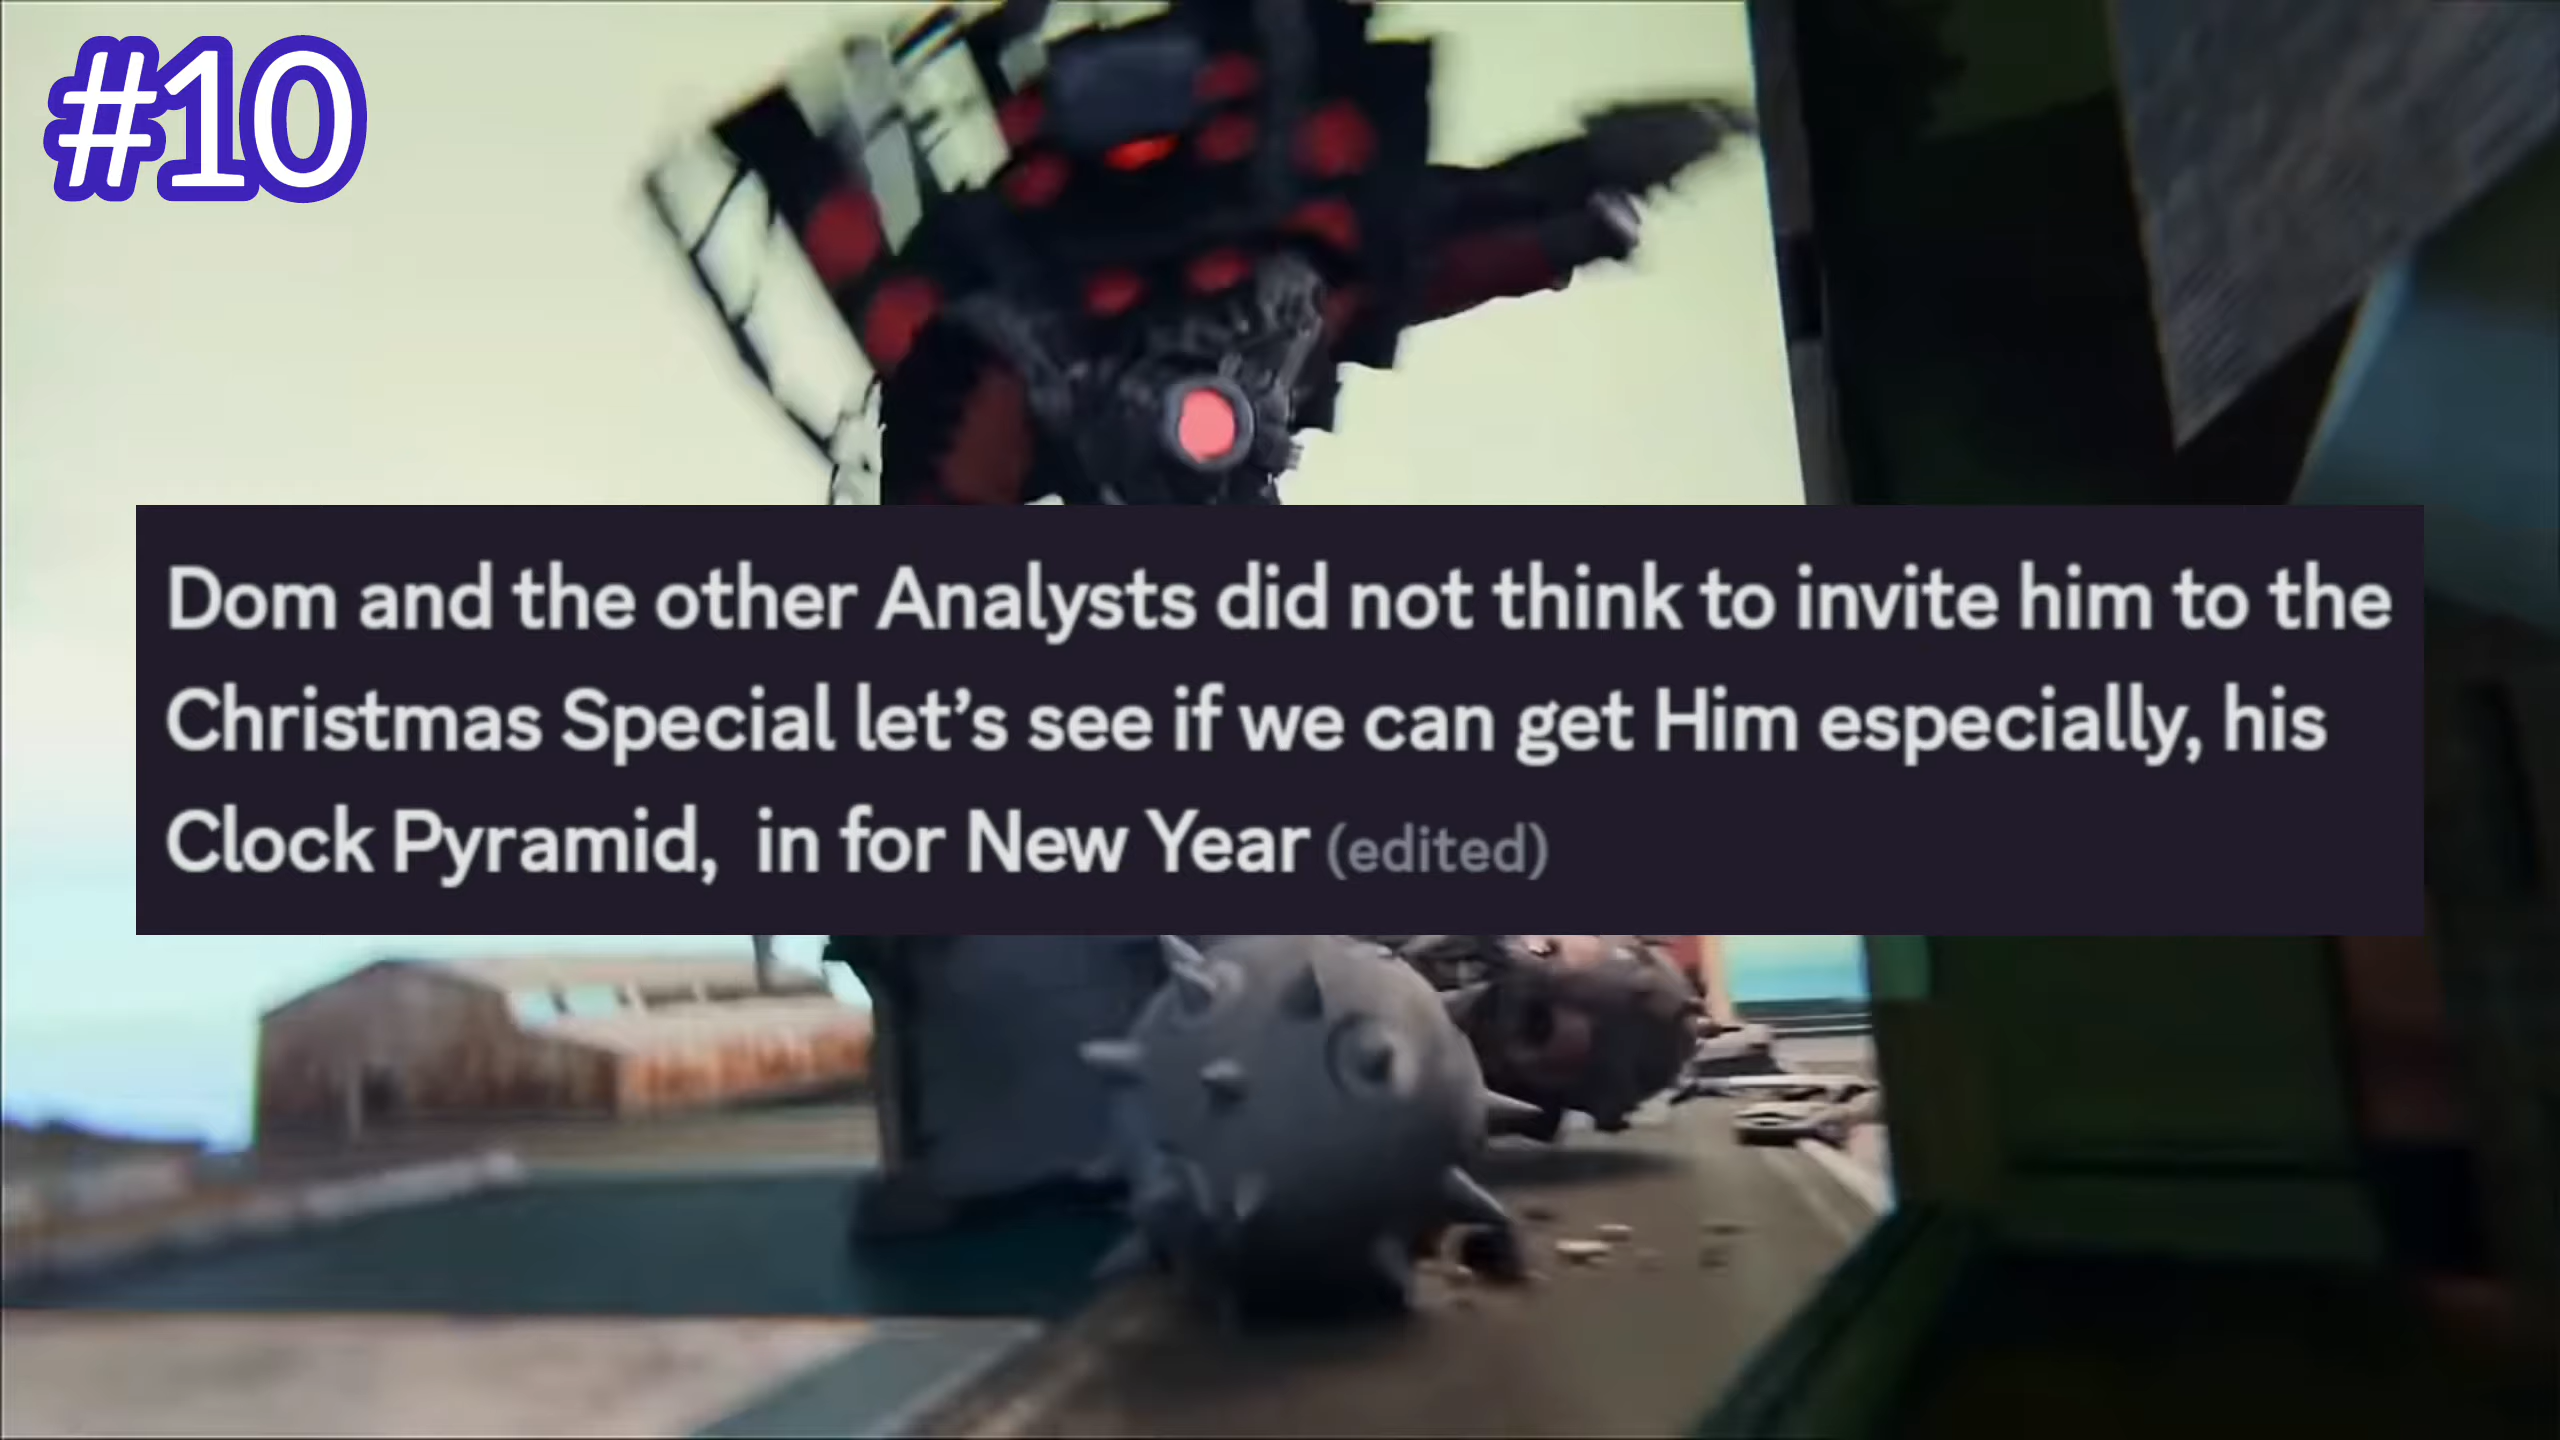 #10
Dom and the other Analysts did not think to invite him to the
Christmas Special let’s see if we can get Him especially, his
Clock Pyramid,  in for New Year (edited)